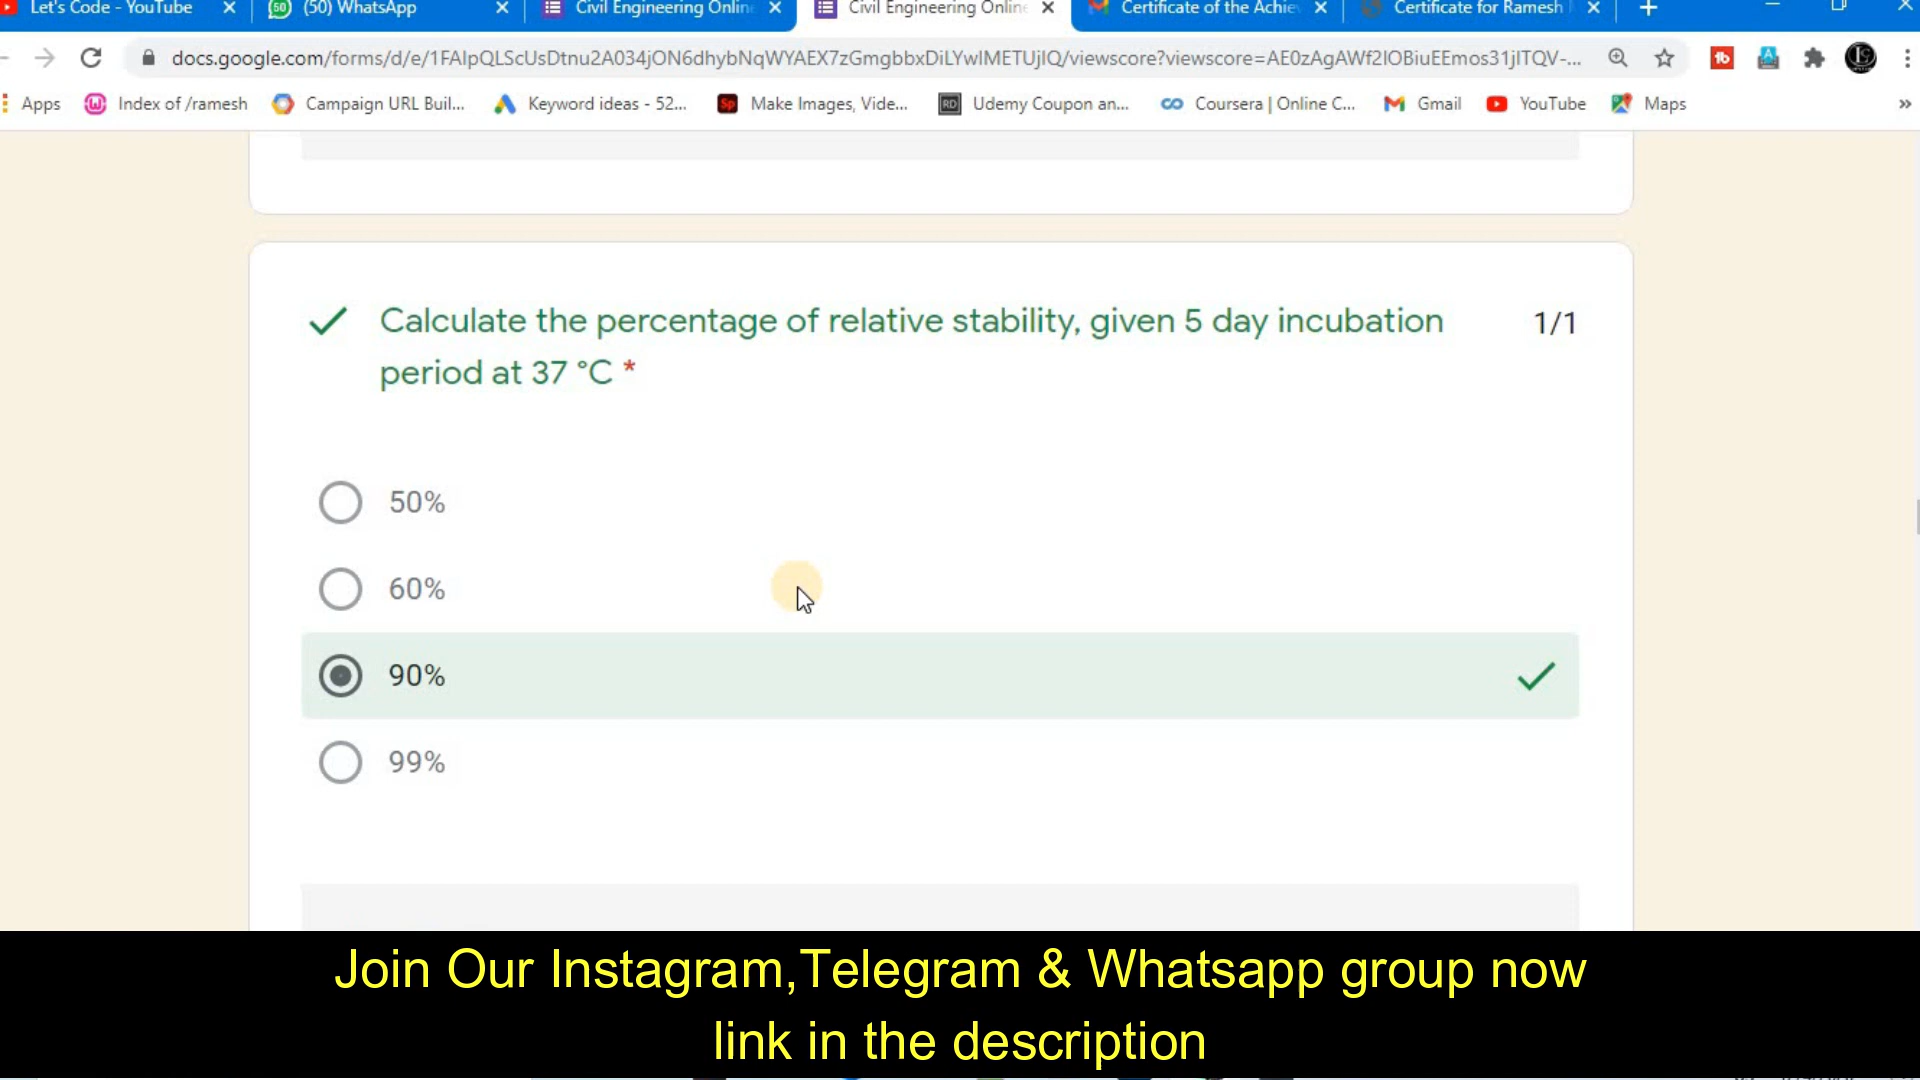 Let's Code - YouTube
(50) WhatsApp
Civil Engineering Onlin
Civil Engineering Onlin
Certificate of the Achie
Certificate for Ramesh
docs.google.com/forms/d/e/1FAIpQLScUsDtnu2A034jON6dhybNqWYAEX7zGmgbbxDiLYwIMETUjIQ/viewscore?viewscore=AE0zAgAWf2IOBiuEEmos31jITQV-...
Apps
Index of /ramesh
Campaign URL Buil...
Keyword ideas - 52...
Make Images, Vide...
Udemy Coupon an...
Coursera | Online C...
Gmail
YouTube
Maps
Calculate the percentage of relative stability, given 5 day incubation
period at 37 °C *
1/1
50%
60%
90%
99%
Join Our Instagram,Telegram & Whatsapp group now
link in the description